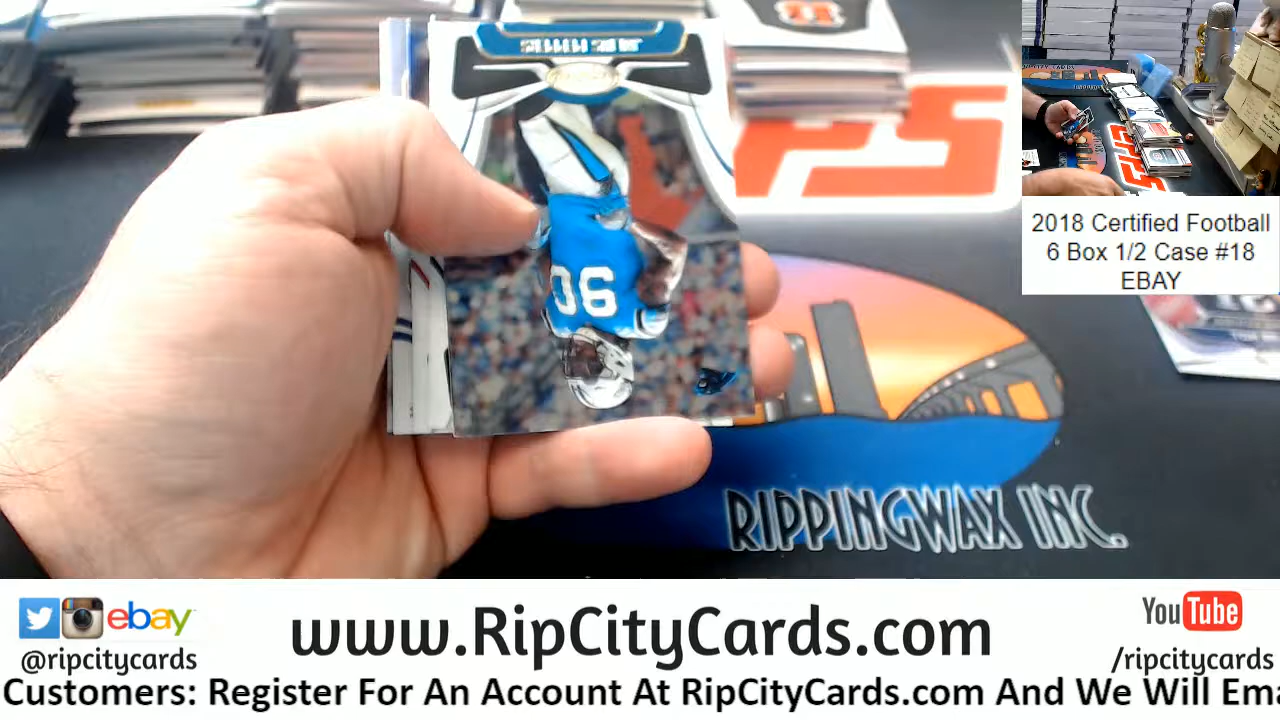 90
2018 Certified Football
6 Box 1/2 Case #18
EBAY
RIPPINGWAX INC.
ebay
www.RipCityCards.com
YouTube
@ripcitycards
/ripcitycards
Customers: Register For An Account At RipCityCards.com And We Will Ema